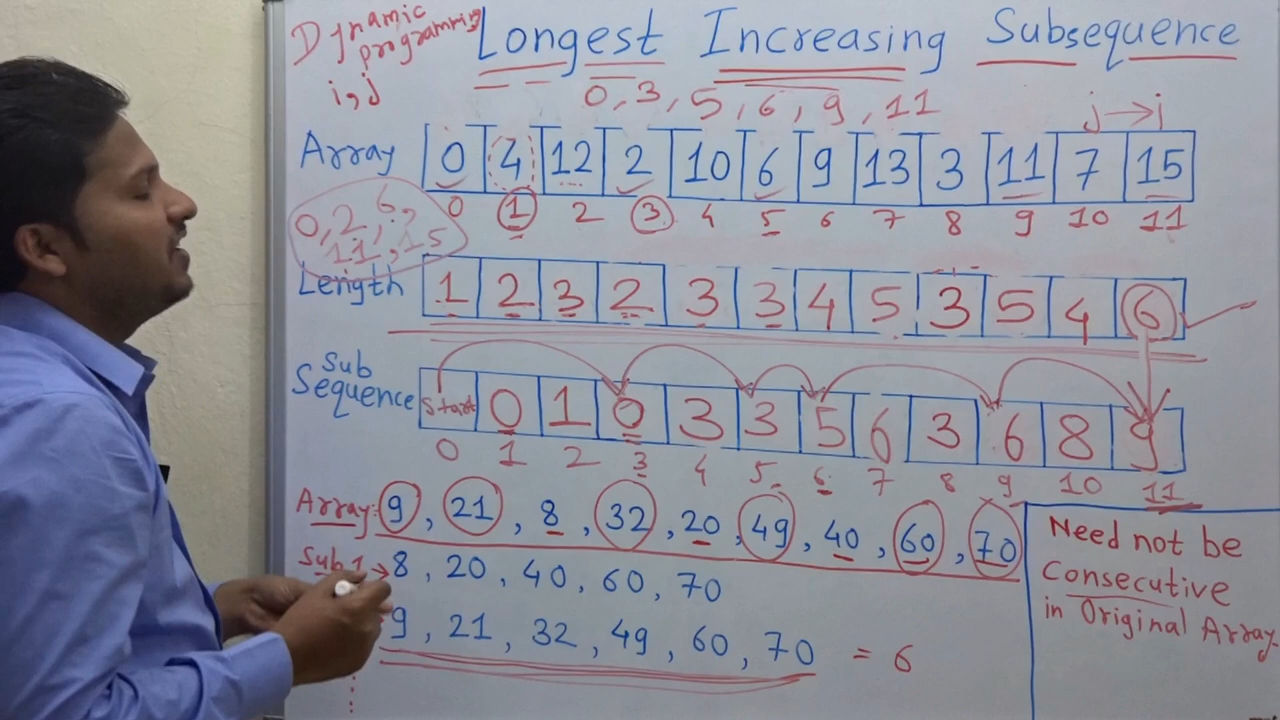 Dynamic programming
Longest Increasing Subsequence
i,j
0, 3, 5, 6, 9, 11
j→i
Array 0 4 12 2 10 6 9 13 3 11 7 15
0 1 2 3 4 5 6 7 8 9 10 11
0, 2, 6,
11, 15
Length 1 2 3 2 3 3 4 5 3 5 4 6
Sub
Sequence Start 0 1 0 3 3 5 6 3 6 8 9
0 1 2 3 4 5 6 7 8 9 10 11
Array: 9, 21, 8, 32, 20, 49, 40, 60, 70
Sub 1 → 8, 20, 40, 60, 70
9, 21, 32, 49, 60, 70 = 6
Need not be
Consecutive
in Original Array.